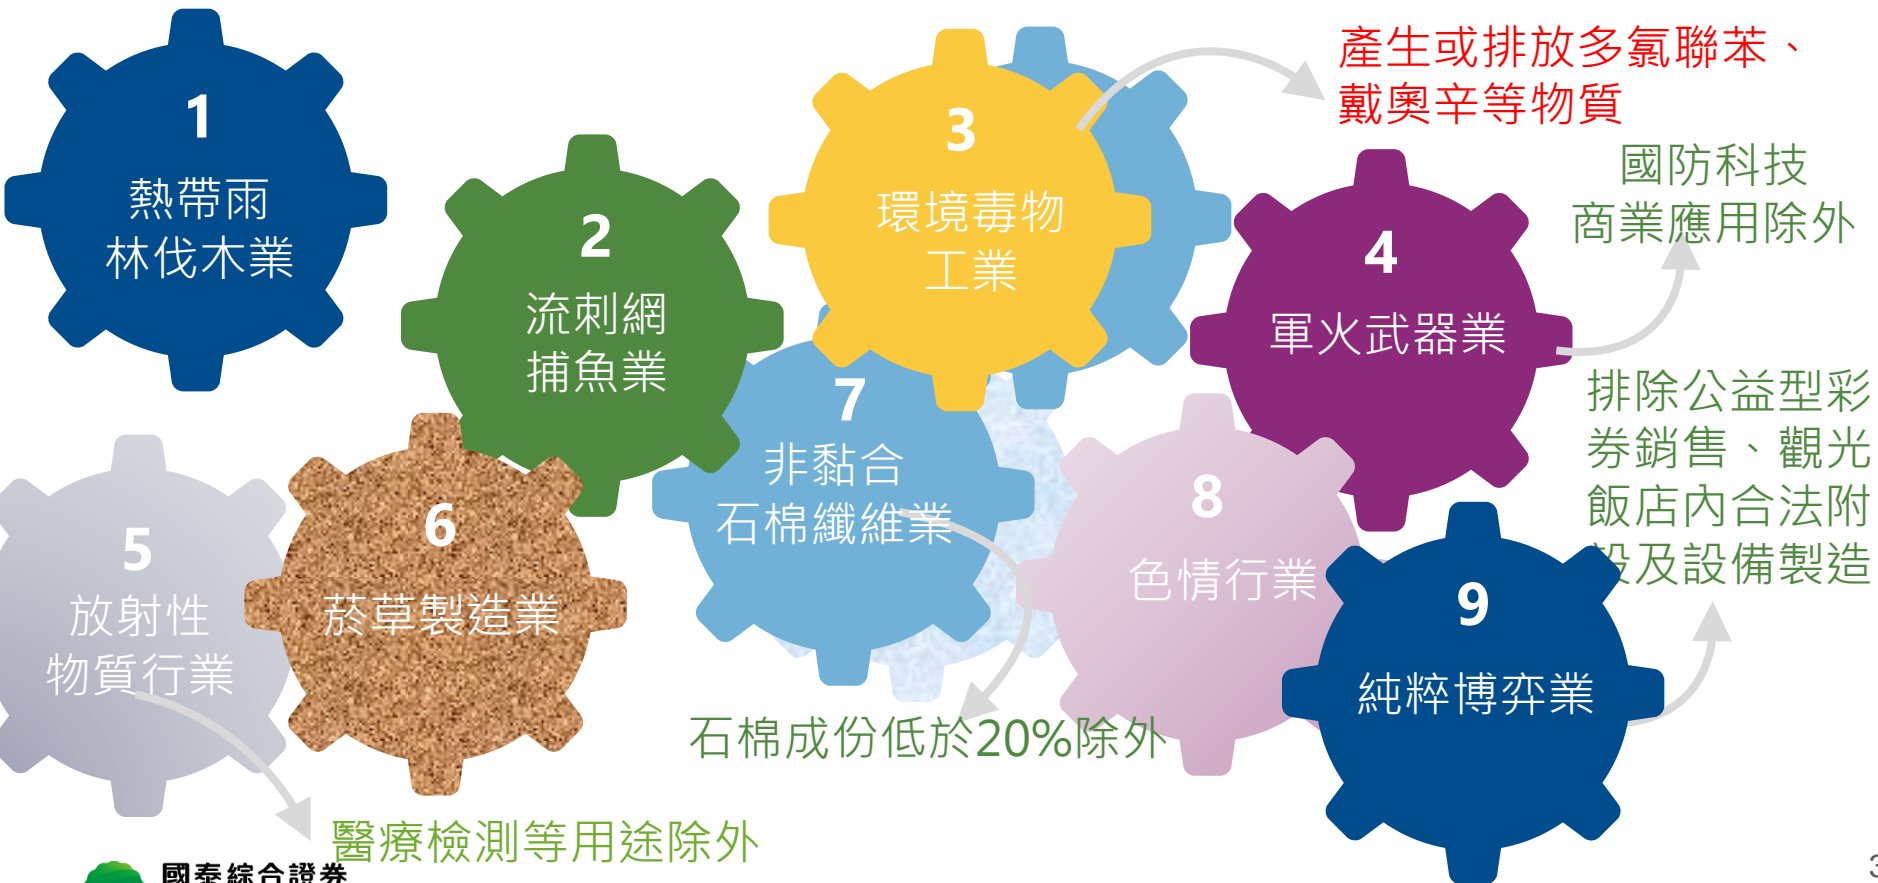 1
熱帶雨
林伐木業
2
流刺網
捕魚業
3
環境毒物
工業
產生或排放多氯聯苯、
戴奧辛等物質
4
軍火武器業
國防科技
商業應用除外
5
放射性
物質行業
醫療檢測等用途除外
6
菸草製造業
7
非黏合
石棉纖維業
石棉成份低於20%除外
8
色情行業
9
純粹博弈業
排除公益型彩
券銷售、觀光
飯店內合法附
設及設備製造
國泰綜合證券
3